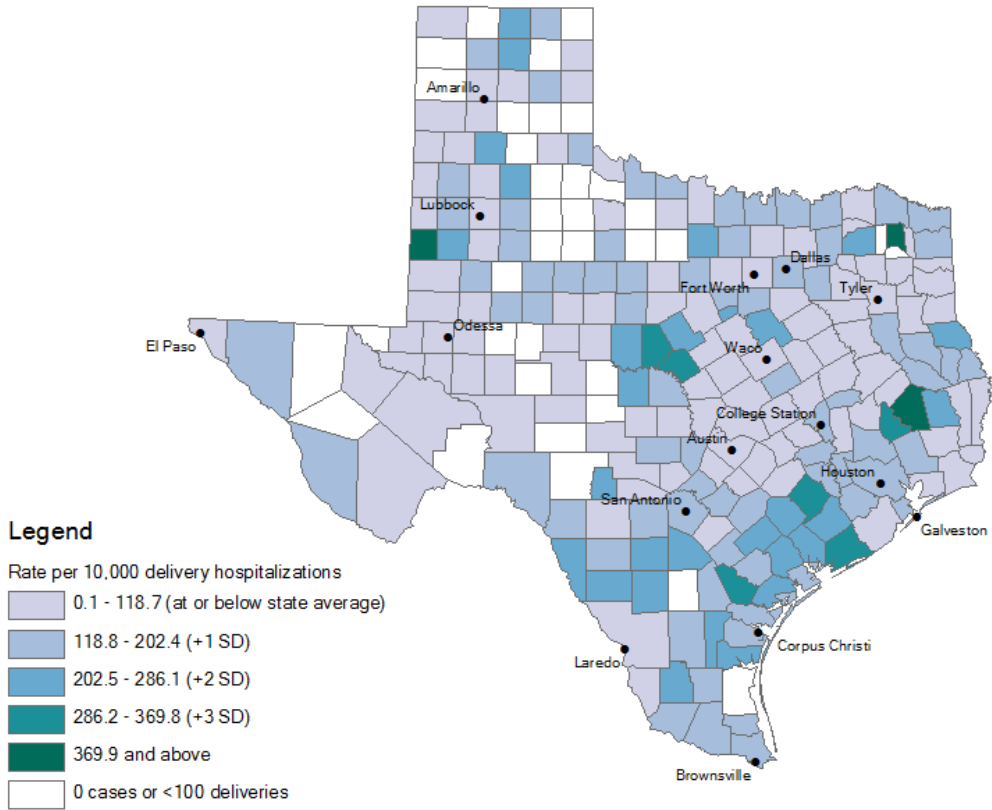 Amarillo
Lubbock
Dallas
Fort Worth
Tyler
Odessa
El Paso
Waco
College Station
Austin
Houston
San Antonio
Galveston
Legend
Rate per 10,000 delivery hospitalizations
0.1 - 118.7 (at or below state average)
118.8 - 202.4 (+1 SD)
Corpus Christi
Laredo
202.5 - 286.1 (+2 SD)
286.2 - 369.8 (+3 SD)
369.9 and above
Brownsville
0 cases or <100 deliveries